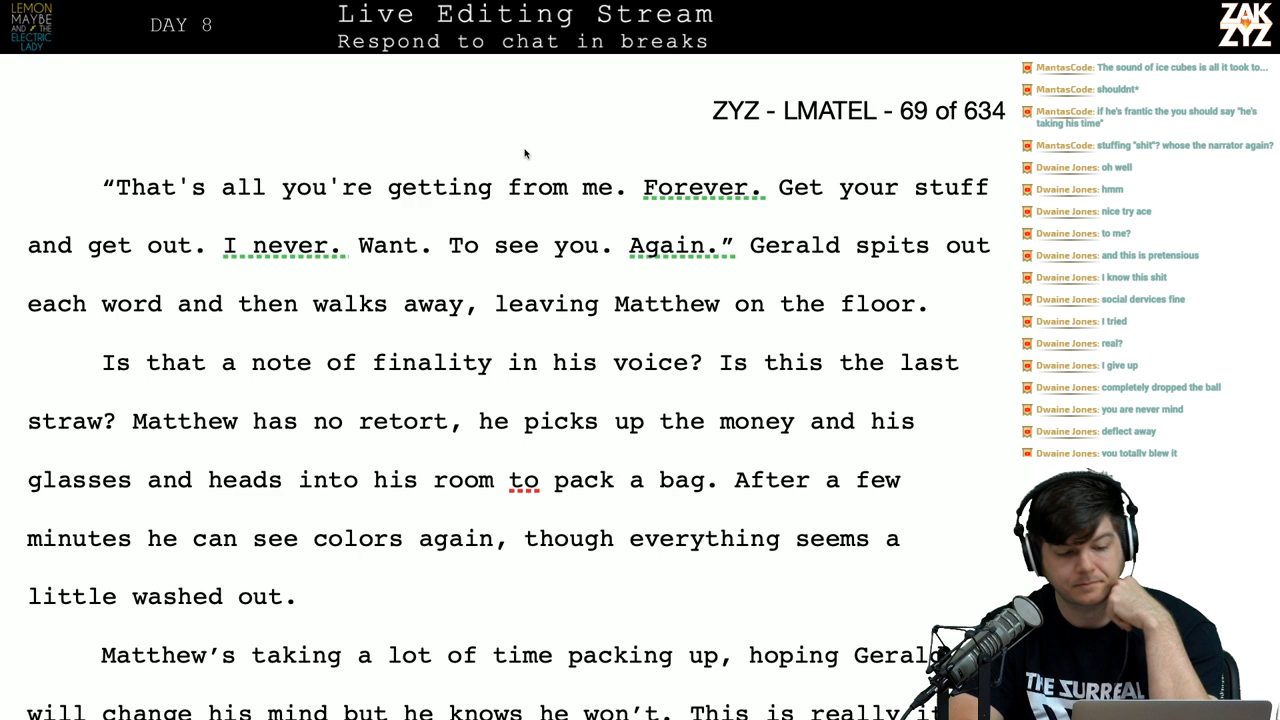 LEMON
MAYBE
AND THE
ELECTRIC
LADY
DAY 8
Live Editing Stream
Respond to chat in breaks
ZAK
ZYZ
ZYZ - LMATEL - 69 of 634
“That's all you're getting from me. Forever. Get your stuff
and get out. I never. Want. To see you. Again.” Gerald spits out
each word and then walks away, leaving Matthew on the floor.
Is that a note of finality in his voice? Is this the last
straw? Matthew has no retort, he picks up the money and his
glasses and heads into his room to pack a bag. After a few
minutes he can see colors again, though everything seems a
little washed out.
Matthew’s taking a lot of time packing up, hoping Gerald
will change his mind but he knows he won’t. This is really it
MantasCode: The sound of ice cubes is all it took to...
MantasCode: shouldnt*
MantasCode: if he's frantic the you should say "he's
taking his time"
MantasCode: stuffing "shit"? whose the narrator again?
Dwaine Jones: oh well
Dwaine Jones: hmm
Dwaine Jones: nice try ace
Dwaine Jones: to me?
Dwaine Jones: and this is pretensious
Dwaine Jones: I know this shit
Dwaine Jones: social dervices fine
Dwaine Jones: I tried
Dwaine Jones: real?
Dwaine Jones: I give up
Dwaine Jones: completely dropped the ball
Dwaine Jones: you are never mind
Dwaine Jones: deflect away
Dwaine Jones: you totally blew it
THE SURREAL